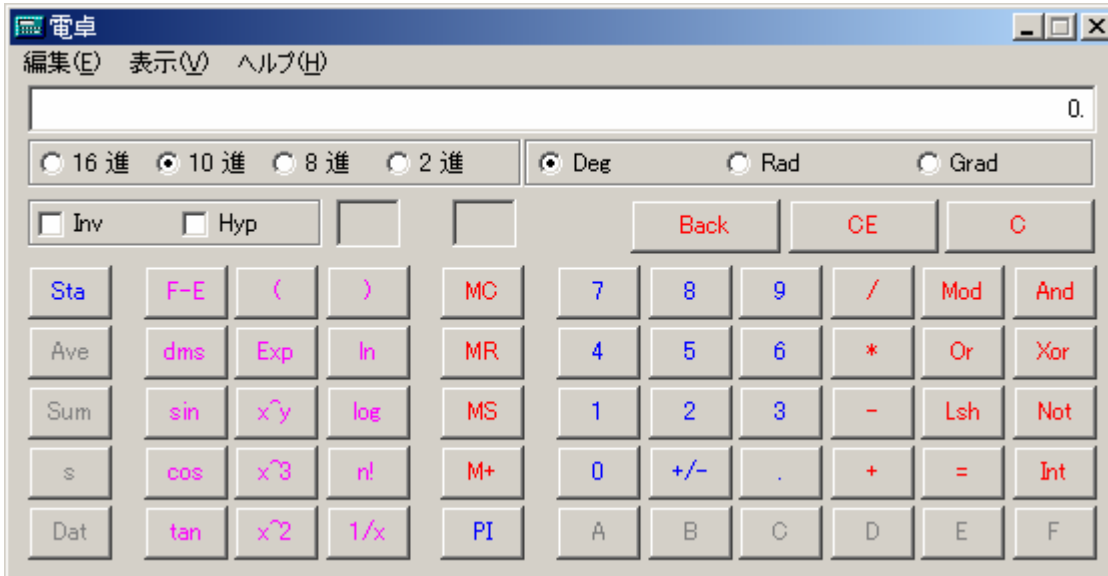 電卓
編集(E) 表示(V) ヘルプ(H)
0.
16 進 10 進 8 進 2 進 Deg Rad Grad
Inv Hyp Back CE C
Sta F-E ( ) MC 7 8 9 / Mod And
Ave dms Exp ln MR 4 5 6 * Or Xor
Sum sin x^y log MS 1 2 3 - Lsh Not
s cos x^3 n! M+ 0 +/- . + = Int
Dat tan x^2 1/x PI A B C D E F